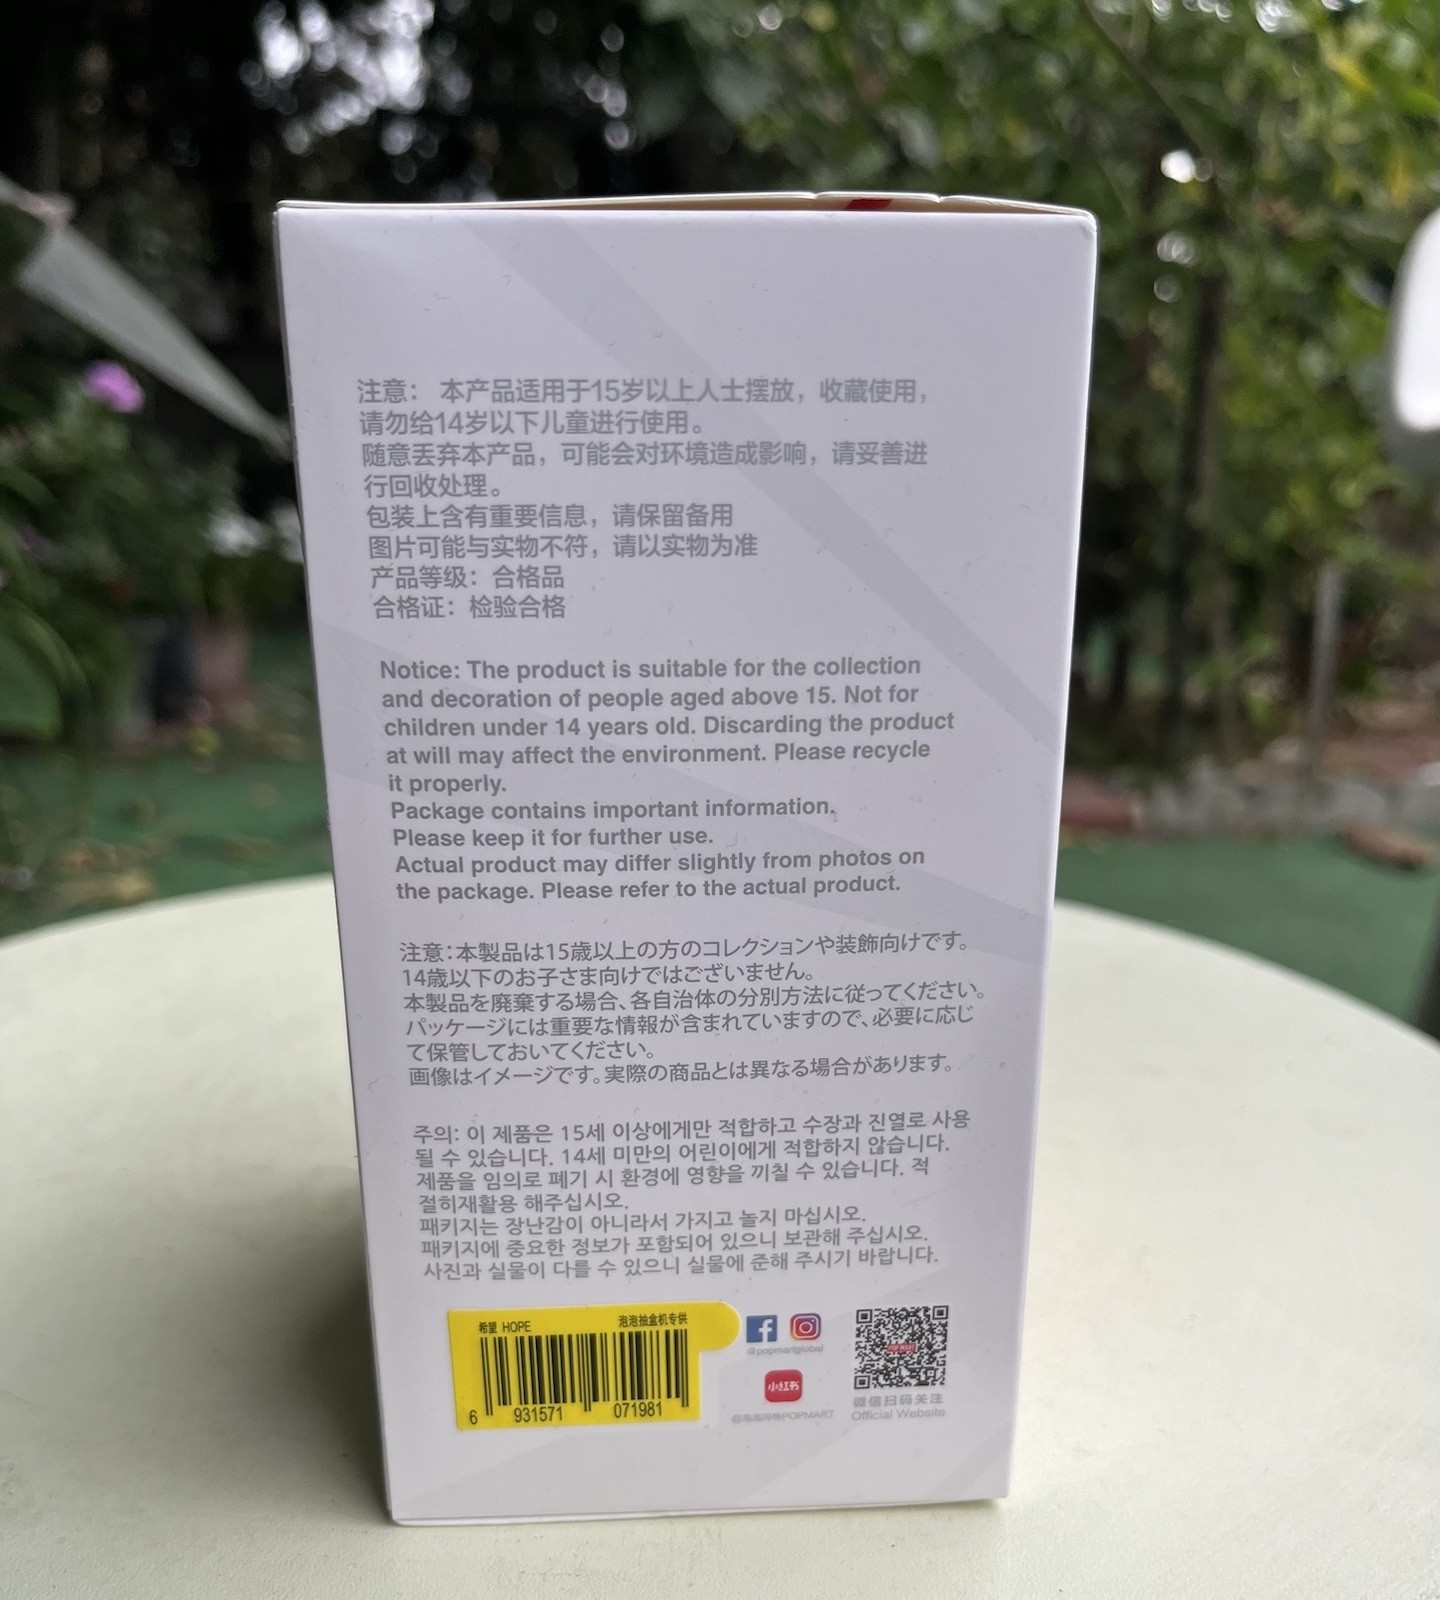 注意： 本产品适用于15岁以上人士摆放，收藏使用，
请勿给14岁以下儿童进行使用。
随意丢弃本产品，可能会对环境造成影响，请妥善进
行回收处理。
包装上含有重要信息，请保留备用
图片可能与实物不符，请以实物为准
产品等级：合格品
合格证：检验合格
Notice: The product is suitable for the collection
and decoration of people aged above 15. Not for
children under 14 years old. Discarding the product
at will may affect the environment. Please recycle
it properly.
Package contains important information.
Please keep it for further use.
Actual product may differ slightly from photos on
the package. Please refer to the actual product.
注意：本製品は15歳以上の方のコレクションや装飾向けです。
14歳以下のお子さま向けではございません。
本製品を廃棄する場合、各自治体の分別方法に従ってください。
パッケージには重要な情報が含まれていますので、必要に応じ
て保管しておいてください。
画像はイメージです。実際の商品とは異なる場合があります。
주의: 이 제품은 15세 이상에게만 적합하고 수장과 진열로 사용
될 수 있습니다. 14세 미만의 어린이에게 적합하지 않습니다.
제품을 임의로 폐기 시 환경에 영향을 끼칠 수 있습니다. 적
절히재활용 해주십시오.
패키지는 장난감이 아니라서 가지고 놀지 마십시오.
패키지에 중요한 정보가 포함되어 있으니 보관해 주십시오.
사진과 실물이 다를 수 있으니 실물에 준해 주시기 바랍니다.
希望 HOPE 泡泡抽盒机专供
6 931571 071981
@popmartglobal
小红书
@泡泡玛特POPMART
POP MART
微信扫码关注
Official Website